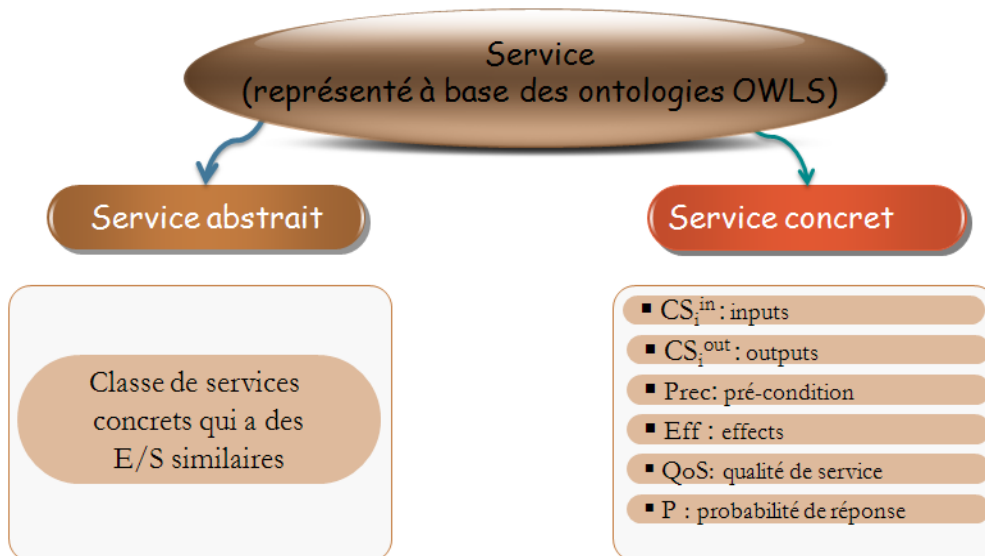 Service
(représenté à base des ontologies OWLS)
Service abstrait
Service concret
Classe de services
concrets qui a des
E/S similaires
▪ CSᵢⁱⁿ : inputs
▪ CSᵢᵒᵘᵗ : outputs
▪ Prec: pré-condition
▪ Eff : effects
▪ QoS: qualité de service
▪ P : probabilité de réponse